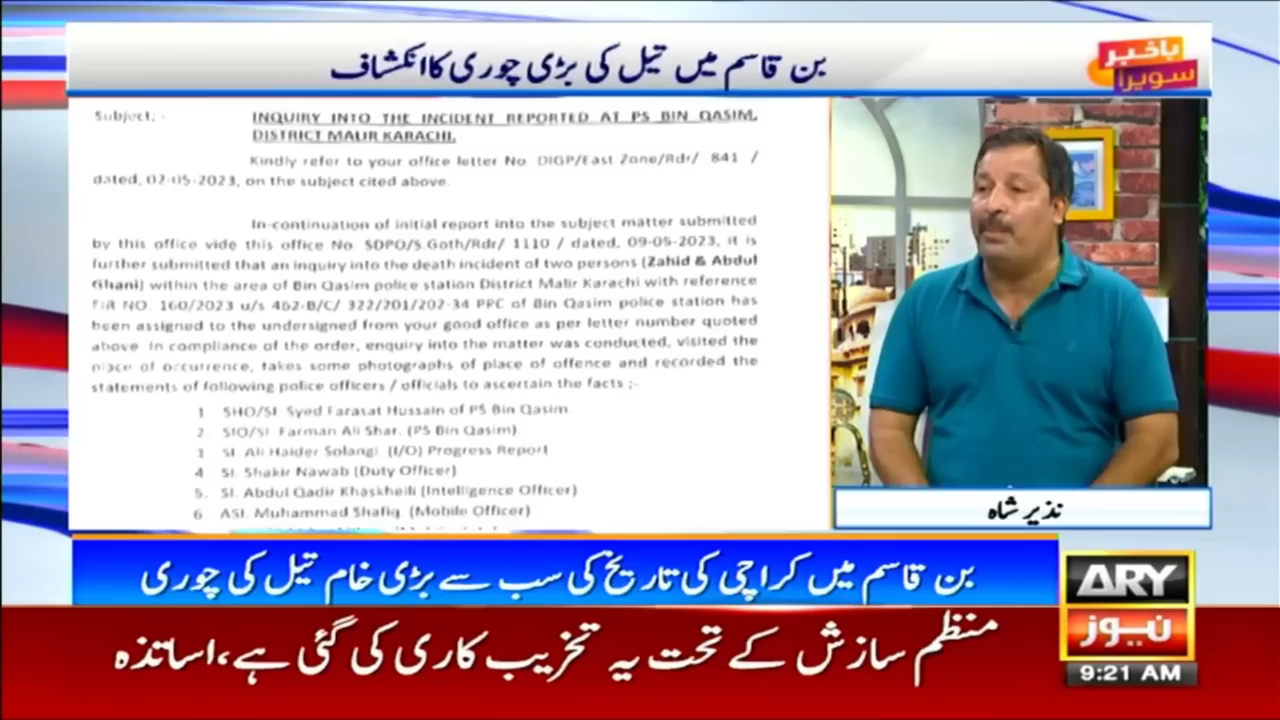 بن قاسم میں تیل کی بڑی چوری کا انکشاف
باخبر
سویرا
Subject; -
INQUIRY INTO THE INCIDENT REPORTED AT PS BIN QASIM,
DISTRICT MALIR KARACHI.
Kindly refer to your office letter No. DIGP/East Zone/Rdr/ 841 /
dated, 02-05-2023, on the subject cited above.
In-continuation of initial report into the subject matter submitted
by this office vide this office No. SDPO/S.Goth/Rdr/ 1110 / dated, 09-05-2023, it is
further submitted that an inquiry into the death incident of two persons (Zahid & Abdul
Ghani) within the area of Bin Qasim police station District Malir Karachi with reference
FIR NO. 160/2023 u/s 462-B/C/ 322/201/202-34 PPC of Bin Qasim police station has
been assigned to the undersigned from your good office as per letter number quoted
above. In compliance of the order, enquiry into the matter was conducted, visited the
place of occurrence, takes some photographs of place of offence and recorded the
statements of following police officers / officials to ascertain the facts ;-
1 SHO/SI. Syed Farasat Hussain of PS Bin Qasim.
2. SIO/SI. Farman Ali Shar. (PS Bin Qasim).
3 SI. Ali Haider Solangi (I/O) Progress Report
4 SI. Shakir Nawab (Duty Officer)
5. SI. Abdul Qadir Khaskheili (Intelligence Officer)
6 ASI. Muhammad Shafiq (Mobile Officer)
نذیر شاہ
بن قاسم میں کراچی کی تاریخ کی سب سے بڑی خام تیل کی چوری
منظم سازش کے تحت یہ تخریب کاری کی گئی ہے، اساتذہ
ARY
نیوز
9:21 AM